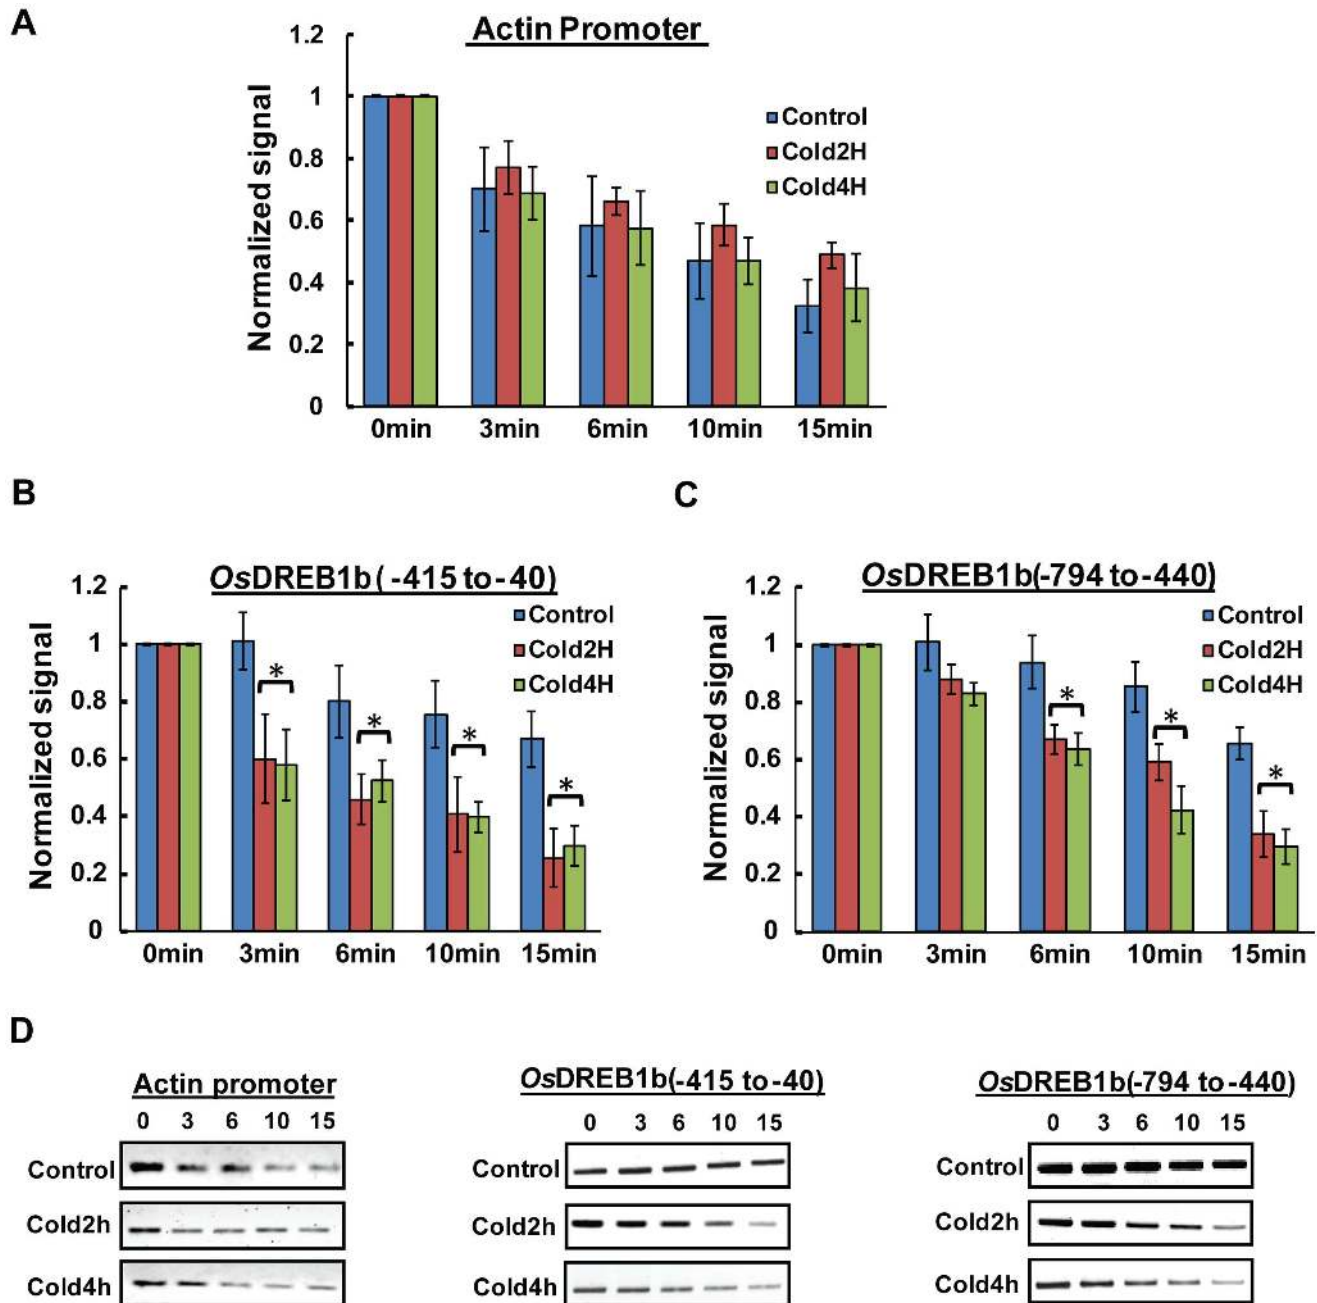 A
Actin Promoter
1.2
1
0.8
0.6
0.4
0.2
0
Normalized signal
Control
Cold2H
Cold4H
0min 3min 6min 10min 15min
B
OsDREB1b ( -415 to -40)
1.2
1
0.8
0.6
0.4
0.2
0
Normalized signal
Control
Cold2H
Cold4H
*
*
*
*
0min 3min 6min 10min 15min
C
OsDREB1b(-794 to -440)
1.2
1
0.8
0.6
0.4
0.2
0
Normalized signal
Control
Cold2H
Cold4H
*
*
*
0min 3min 6min 10min 15min
D
Actin promoter
0 3 6 10 15
Control
Cold2h
Cold4h
OsDREB1b(-415 to -40)
0 3 6 10 15
Control
Cold2h
Cold4h
OsDREB1b(-794 to -440)
0 3 6 10 15
Control
Cold2h
Cold4h